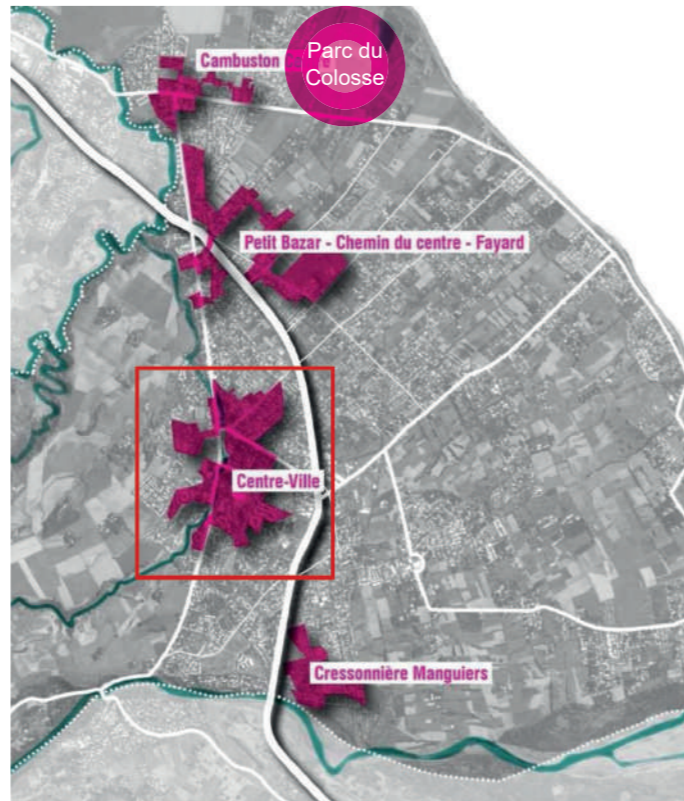 Cambuston
Parc du
Colosse
Petit Bazar - Chemin du centre - Fayard
Centre-Ville
Cressonnière Manguiers